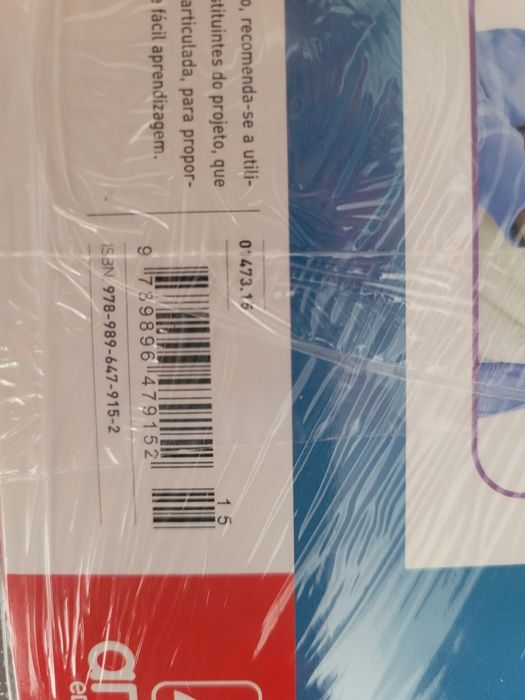 o, recomenda-se a utili-
stituintes do projeto, que
articulada, para propor-
e fácil aprendizagem.
0° 473.16
9 789896 479152
15
ISBN 978-989-647-915-2